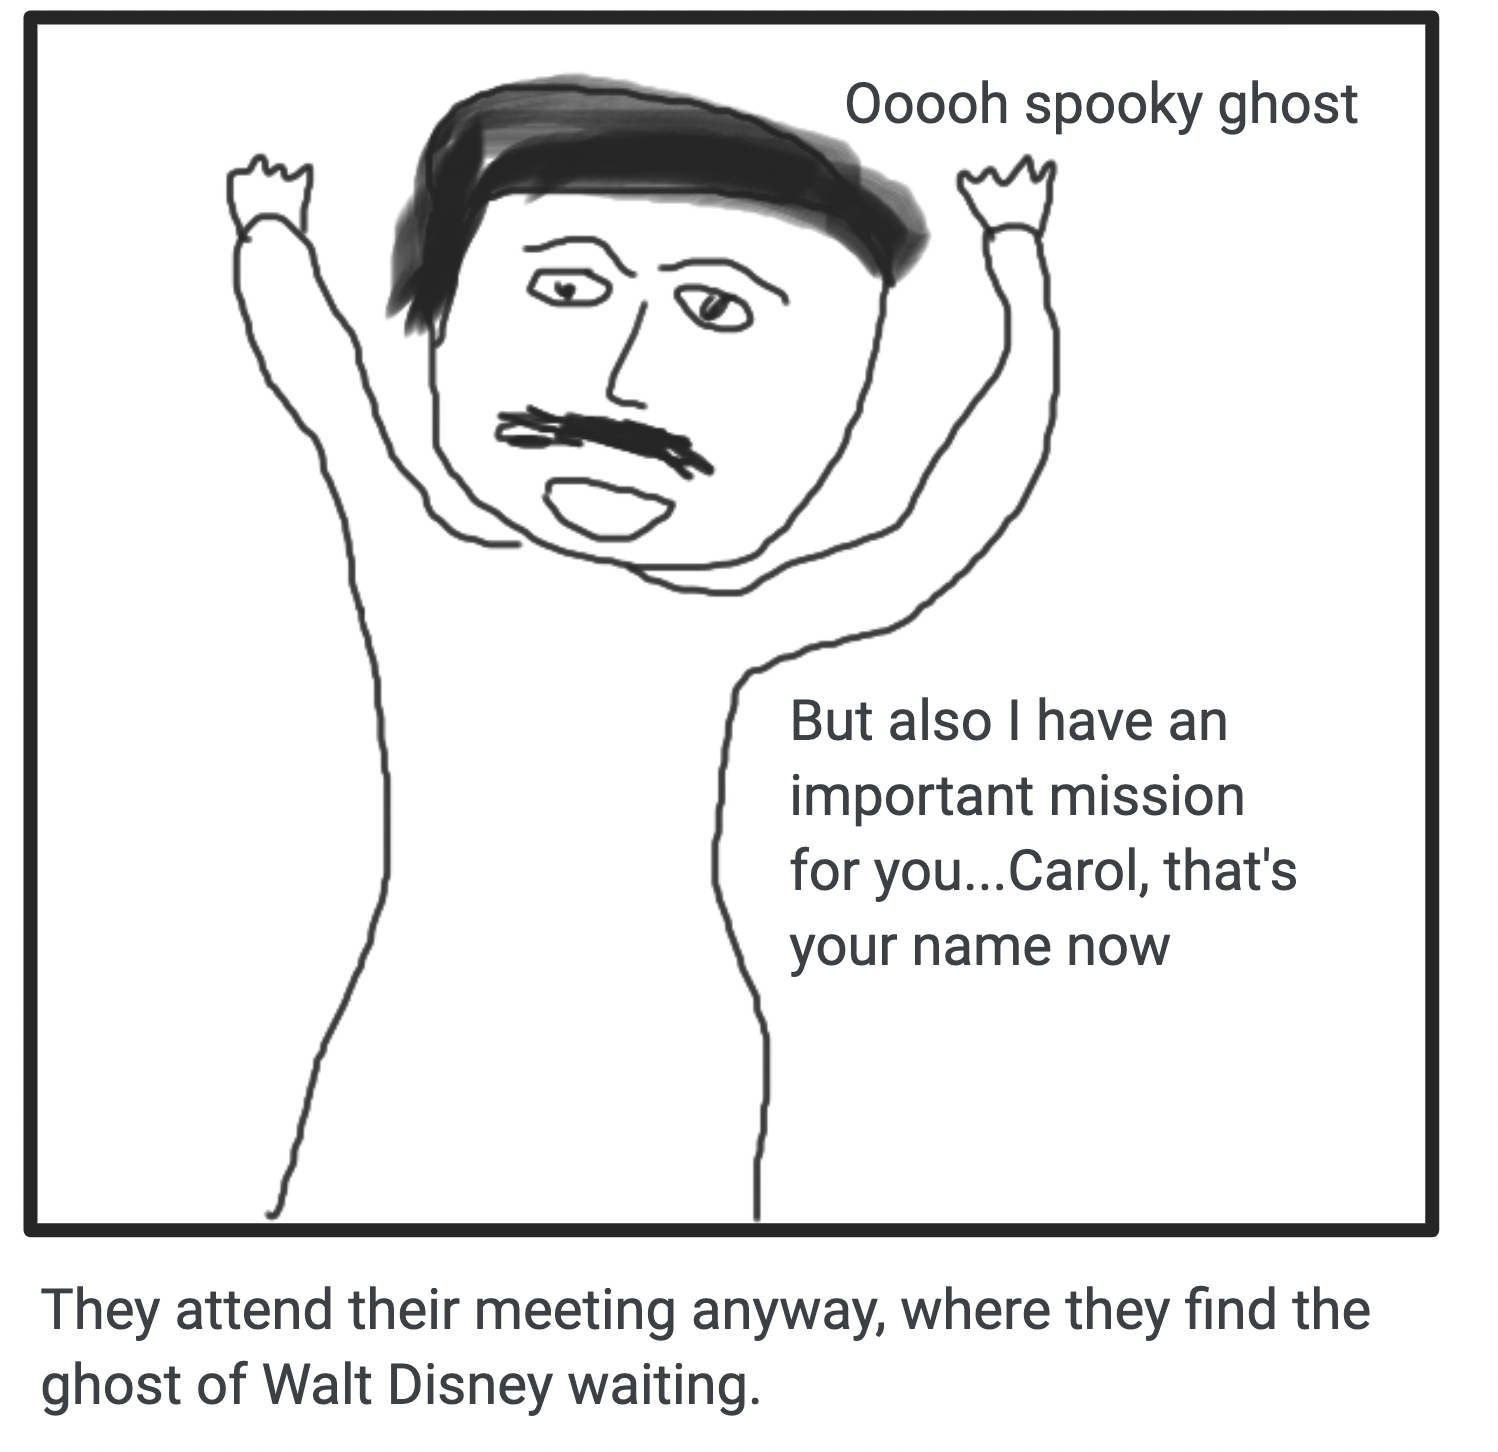 Ooooh spooky ghost
But also I have an
important mission
for you...Carol, that's
your name now
They attend their meeting anyway, where they find the
ghost of Walt Disney waiting.